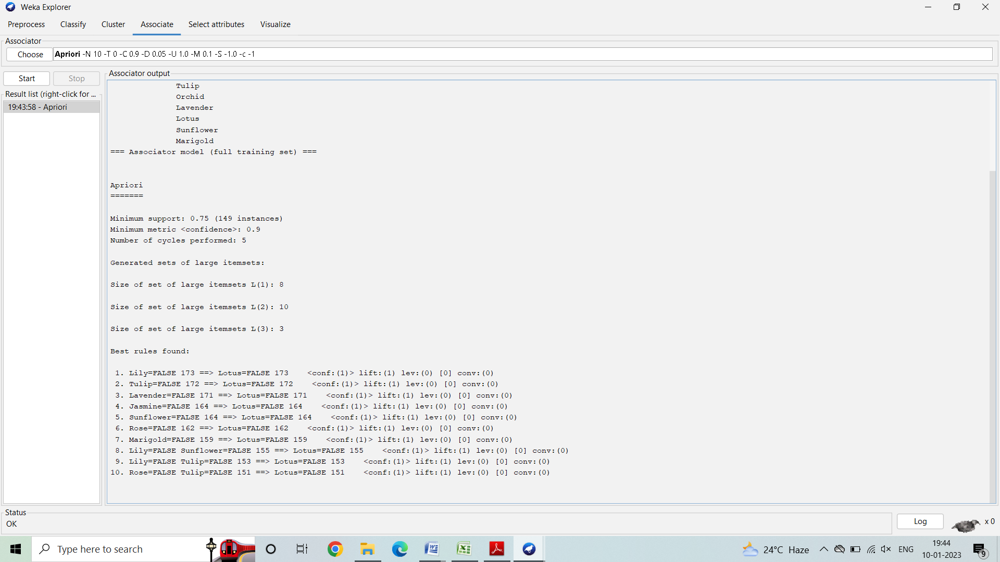 Weka Explorer
Preprocess Classify Cluster Associate Select attributes Visualize
Associator
Choose Apriori -N 10 -T 0 -C 0.9 -D 0.05 -U 1.0 -M 0.1 -S -1.0 -c -1
Start Stop
Result list (right-click for ...
19:43:58 - Apriori
Associator output
Tulip
Orchid
Lavender
Lotus
Sunflower
Marigold
=== Associator model (full training set) ===
Apriori
=======
Minimum support: 0.75 (149 instances)
Minimum metric <confidence>: 0.9
Number of cycles performed: 5
Generated sets of large itemsets:
Size of set of large itemsets L(1): 8
Size of set of large itemsets L(2): 10
Size of set of large itemsets L(3): 3
Best rules found:
1. Lily=FALSE 173 ==> Lotus=FALSE 173 <conf:(1)> lift:(1) lev:(0) [0] conv:(0)
2. Tulip=FALSE 172 ==> Lotus=FALSE 172 <conf:(1)> lift:(1) lev:(0) [0] conv:(0)
3. Lavender=FALSE 171 ==> Lotus=FALSE 171 <conf:(1)> lift:(1) lev:(0) [0] conv:(0)
4. Jasmine=FALSE 164 ==> Lotus=FALSE 164 <conf:(1)> lift:(1) lev:(0) [0] conv:(0)
5. Sunflower=FALSE 164 ==> Lotus=FALSE 164 <conf:(1)> lift:(1) lev:(0) [0] conv:(0)
6. Rose=FALSE 162 ==> Lotus=FALSE 162 <conf:(1)> lift:(1) lev:(0) [0] conv:(0)
7. Marigold=FALSE 159 ==> Lotus=FALSE 159 <conf:(1)> lift:(1) lev:(0) [0] conv:(0)
8. Lily=FALSE Sunflower=FALSE 155 ==> Lotus=FALSE 155 <conf:(1)> lift:(1) lev:(0) [0] conv:(0)
9. Lily=FALSE Tulip=FALSE 153 ==> Lotus=FALSE 153 <conf:(1)> lift:(1) lev:(0) [0] conv:(0)
10. Rose=FALSE Tulip=FALSE 151 ==> Lotus=FALSE 151 <conf:(1)> lift:(1) lev:(0) [0] conv:(0)
Status
OK
Log
x 0
Type here to search
24°C Haze
ENG
19:44
10-01-2023
9